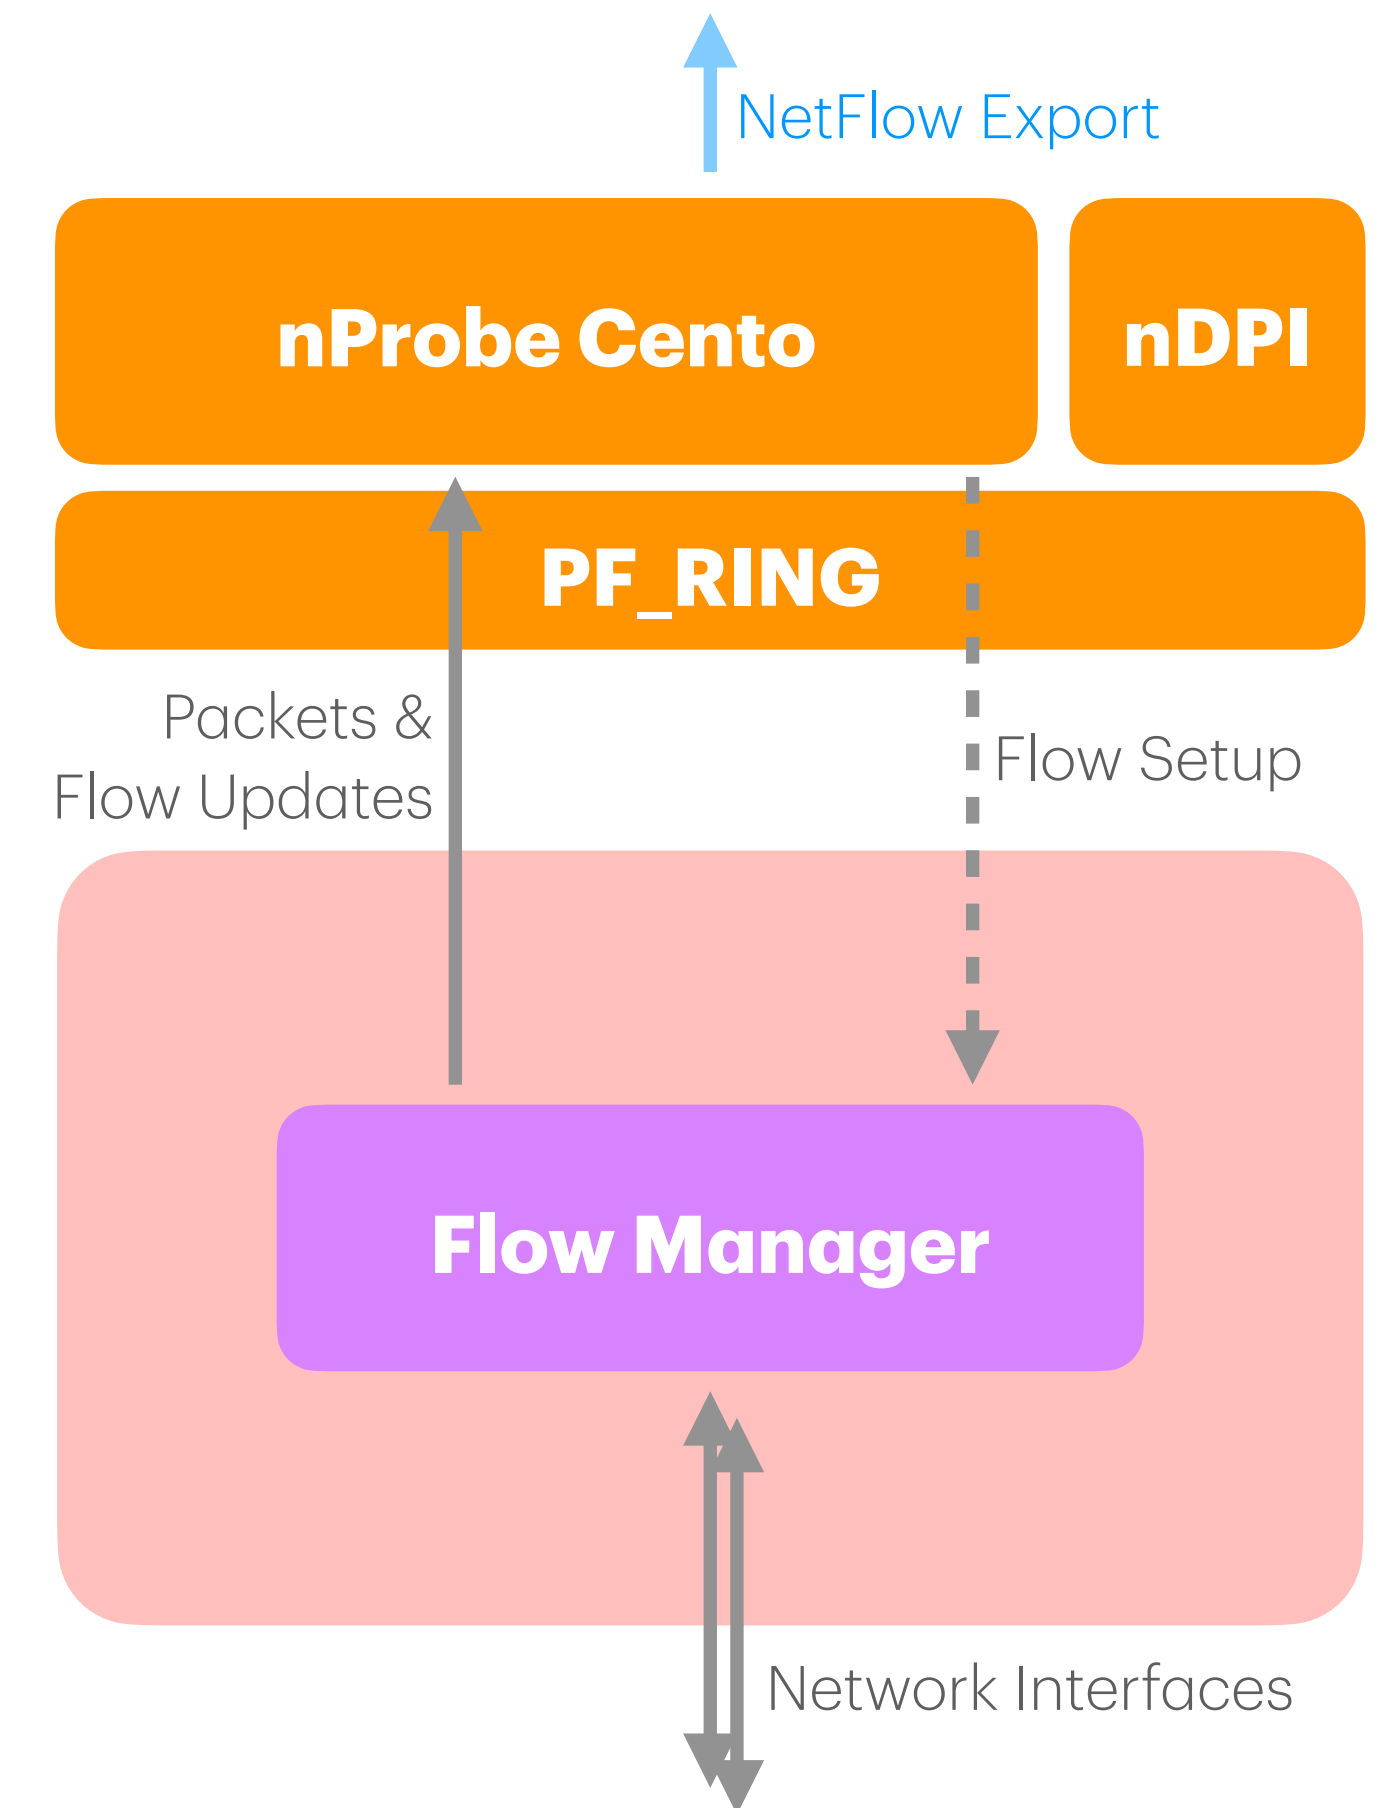 NetFlow Export
nProbe Cento
nDPI
PF_RING
Packets &
Flow Updates
Flow Setup
Flow Manager
Network Interfaces